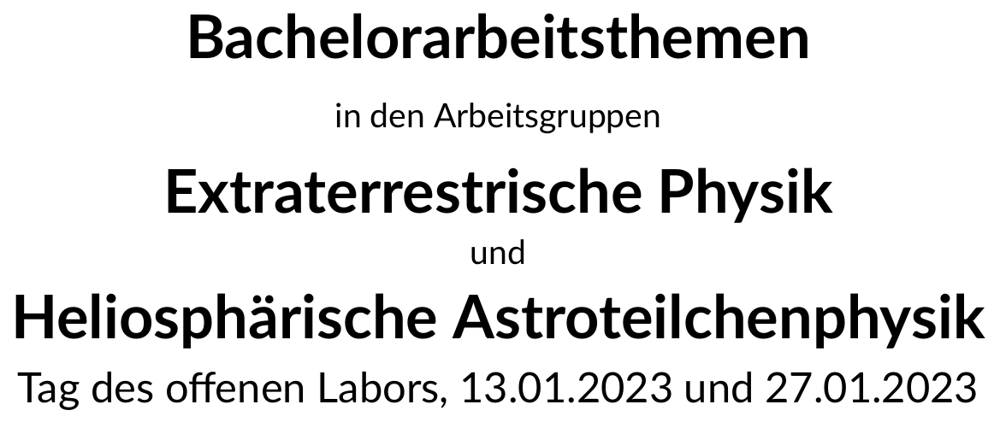 Bachelorarbeitsthemen
in den Arbeitsgruppen
Extraterrestrische Physik
und
Heliosphärische Astroteilchenphysik
Tag des offenen Labors, 13.01.2023 und 27.01.2023